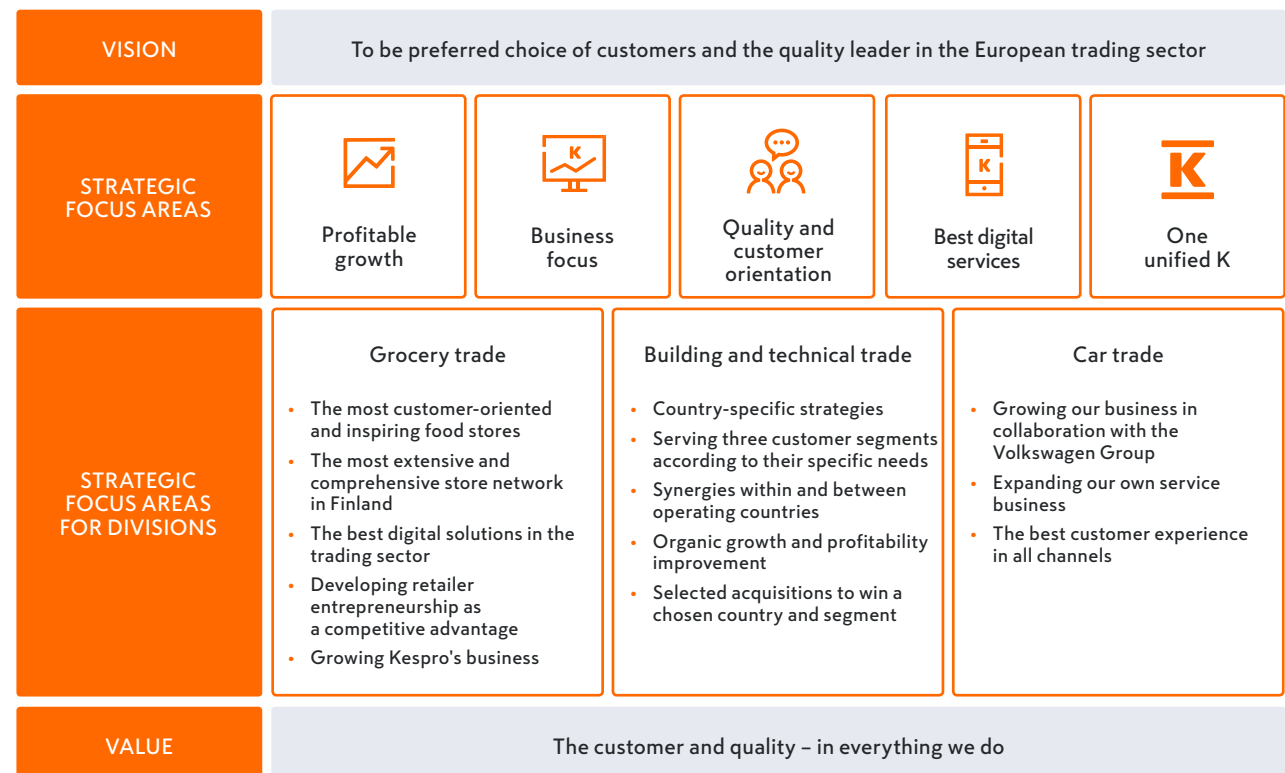 VISION
To be preferred choice of customers and the quality leader in the European trading sector
STRATEGIC
FOCUS AREAS
Profitable
growth
K
Business
focus
Quality and
customer
orientation
K
Best digital
services
K
One
unified K
STRATEGIC
FOCUS AREAS
FOR DIVISIONS
Grocery trade
• The most customer-oriented
and inspiring food stores
• The most extensive and
comprehensive store network
in Finland
• The best digital solutions in the
trading sector
• Developing retailer
entrepreneurship as
a competitive advantage
• Growing Kespro's business
Building and technical trade
• Country-specific strategies
• Serving three customer segments
according to their specific needs
• Synergies within and between
operating countries
• Organic growth and profitability
improvement
• Selected acquisitions to win a
chosen country and segment
Car trade
• Growing our business in
collaboration with the
Volkswagen Group
• Expanding our own service
business
• The best customer experience
in all channels
VALUE
The customer and quality – in everything we do